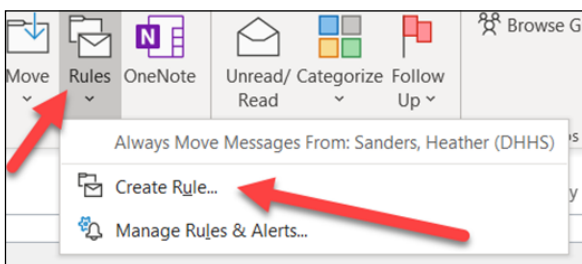 Browse G
Move Rules OneNote Unread/ Categorize Follow
Read Up
Always Move Messages From: Sanders, Heather (DHHS)
s
Create Rule...
y
Manage Rules & Alerts...